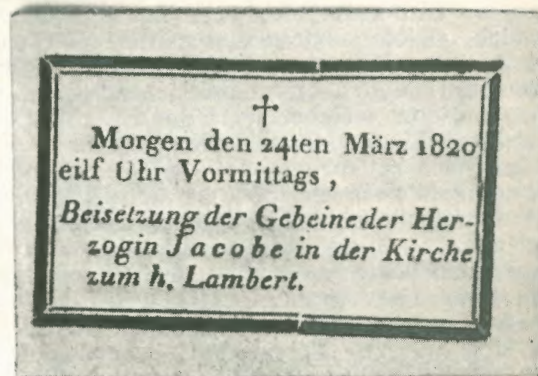 †
Morgen den 24ten März 1820
eilf Uhr Vormittags ,
Beisetzung der Gebeine der Her-
zogin Jacobe in der Kirche
zum h. Lambert.